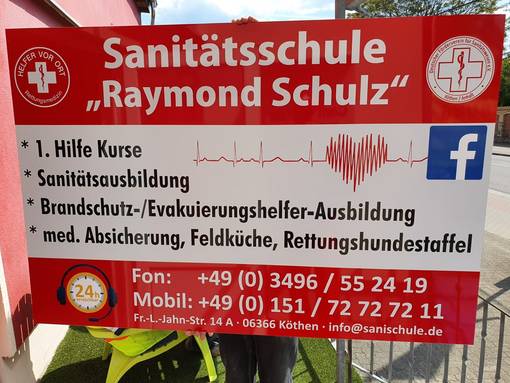 Sanitätsschule
„Raymond Schulz“
HELFER VOR ORT
Rettungsmedizin
* 1. Hilfe Kurse
* Sanitätsausbildung
* Brandschutz-/Evakuierungshelfer-Ausbildung
* med. Absicherung, Feldküche, Rettungshundestaffel
f
24h
Fon: +49 (0) 3496 / 55 24 19
Mobil: +49 (0) 151 / 72 72 72 11
Fr.-L.-Jahn-Str. 14 A · 06366 Köthen · info@sanischule.de